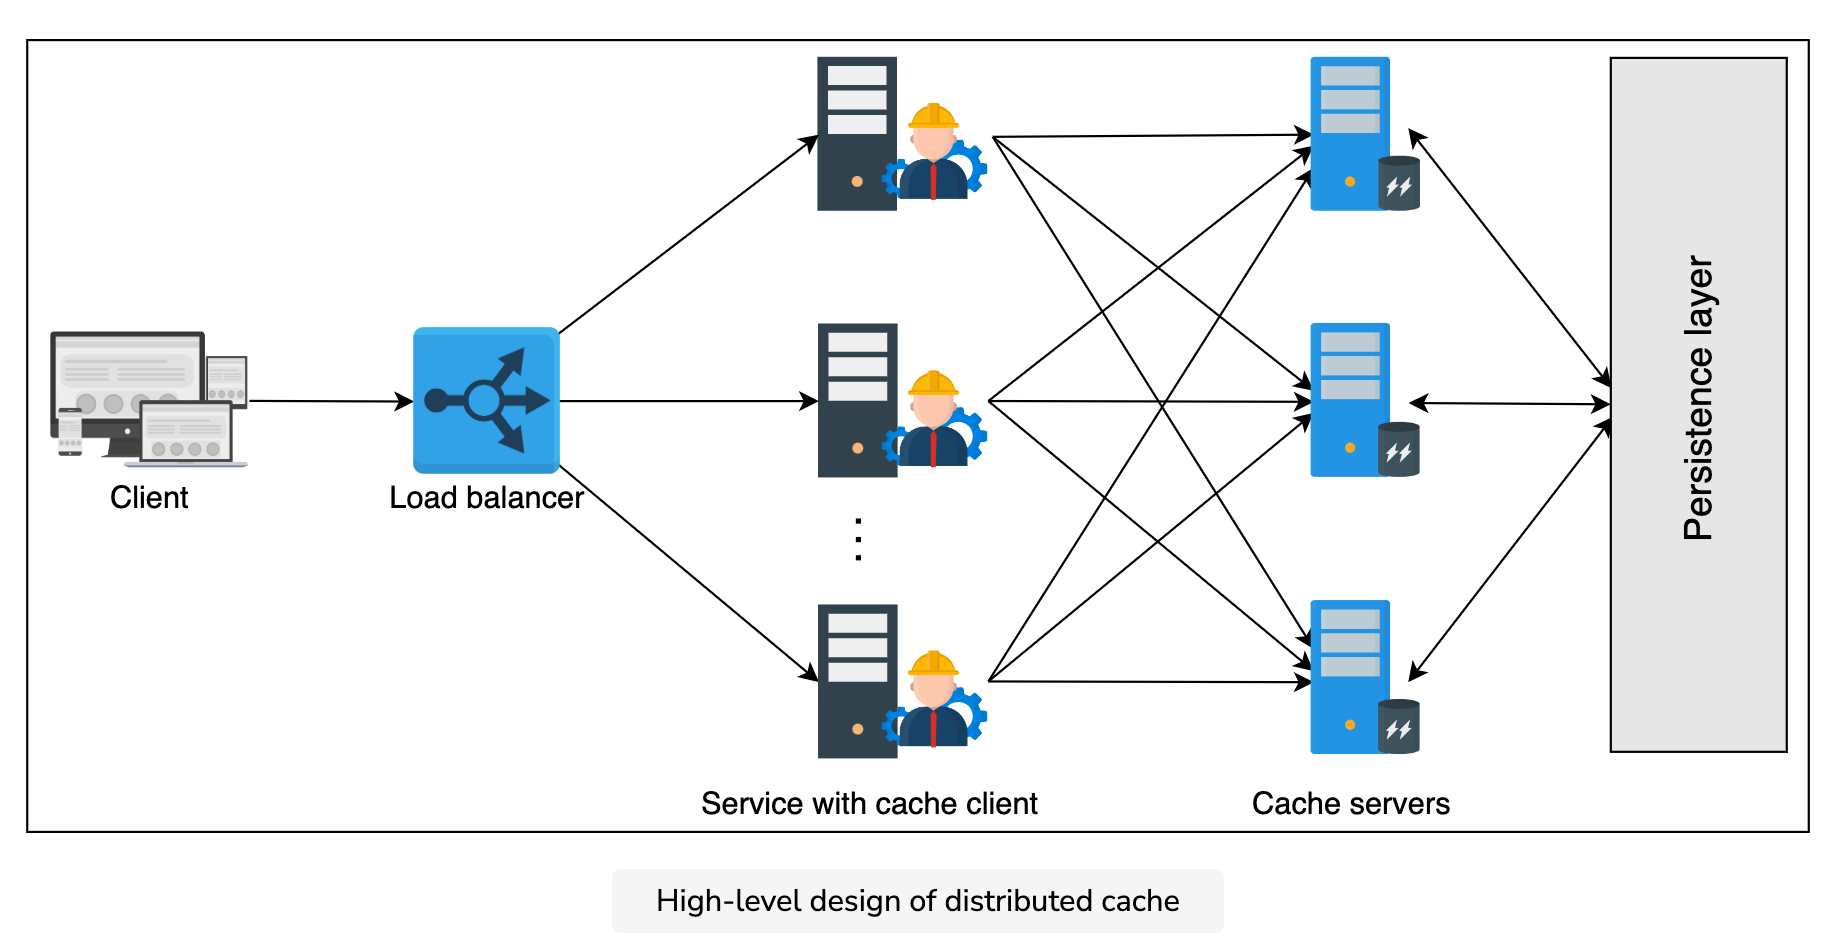 Client
Load balancer
Service with cache client
Cache servers
Persistence layer
High-level design of distributed cache